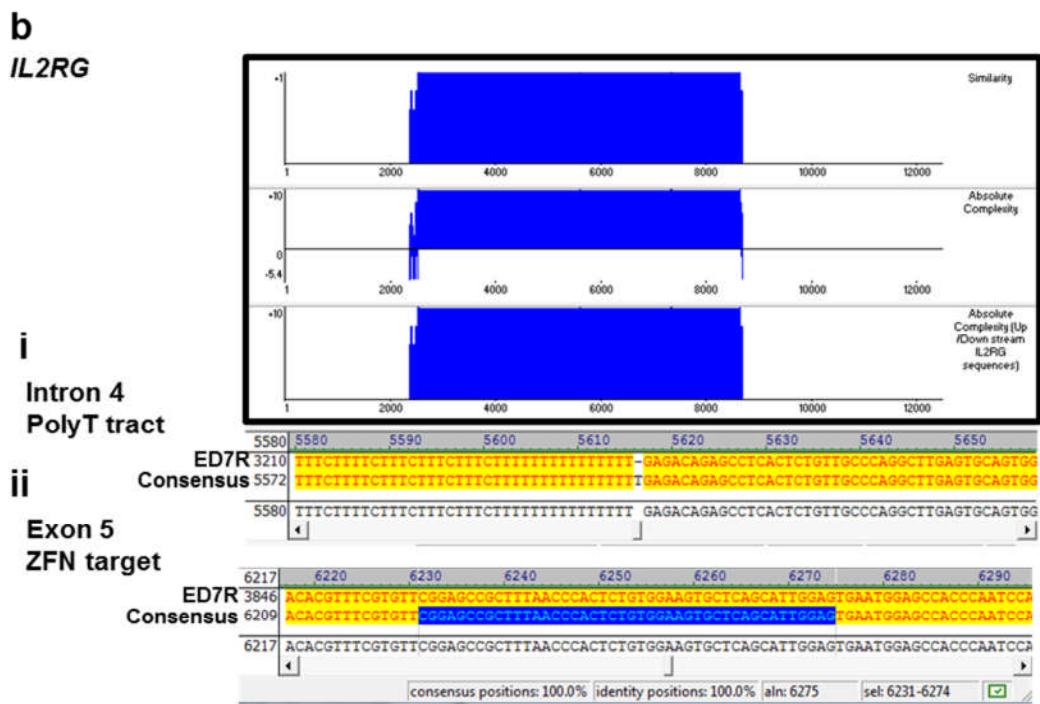 b
IL2RG
+1
Similarity
1 2000 4000 6000 8000 10000 12000
+10
Absolute
Complexity
0
-5.4
1 2000 4000 6000 8000 10000 12000
+10
Absolute
Complexity (Up
/Down stream
IL2RG
sequences)
1 2000 4000 6000 8000 10000 12000
i
Intron 4
PolyT tract
5580 5580 5590 5600 5610 5620 5630 5640 5650
ED7R 3210 TTTCTTTTCTTTCTTTCTTTCTTTTTTTTTTTTTTT-GAGACAGAGCCTCACTCTGTTGCCCAGGCTTGAGTGCAGTGG
Consensus 5572 TTTCTTTTCTTTCTTTCTTTCTTTTTTTTTTTTTTTTGAGACAGAGCCTCACTCTGTTGCCCAGGCTTGAGTGCAGTGG
5580 TTTCTTTTCTTTCTTTCTTTCTTTTTTTTTTTTTTT GAGACAGAGCCTCACTCTGTTGCCCAGGCTTGAGTGCAGTGG
ii
Exon 5
ZFN target
6217 6220 6230 6240 6250 6260 6270 6280 6290
ED7R 3846 ACACGTTTCGTGTTCGGAGCCGCTTTAACCCACTCTGTGGAAGTGCTCAGCATTGGAGTGAATGGAGCCACCCAATCCA
Consensus 6209 ACACGTTTCGTGTTCGGAGCCGCTTTAACCCACTCTGTGGAAGTGCTCAGCATTGGAGTGAATGGAGCCACCCAATCCA
6217 ACACGTTTCGTGTTCGGAGCCGCTTTAACCCACTCTGTGGAAGTGCTCAGCATTGGAGTGAATGGAGCCACCCAATCCA
consensus positions: 100.0% identity positions: 100.0% aln: 6275 sel: 6231-6274